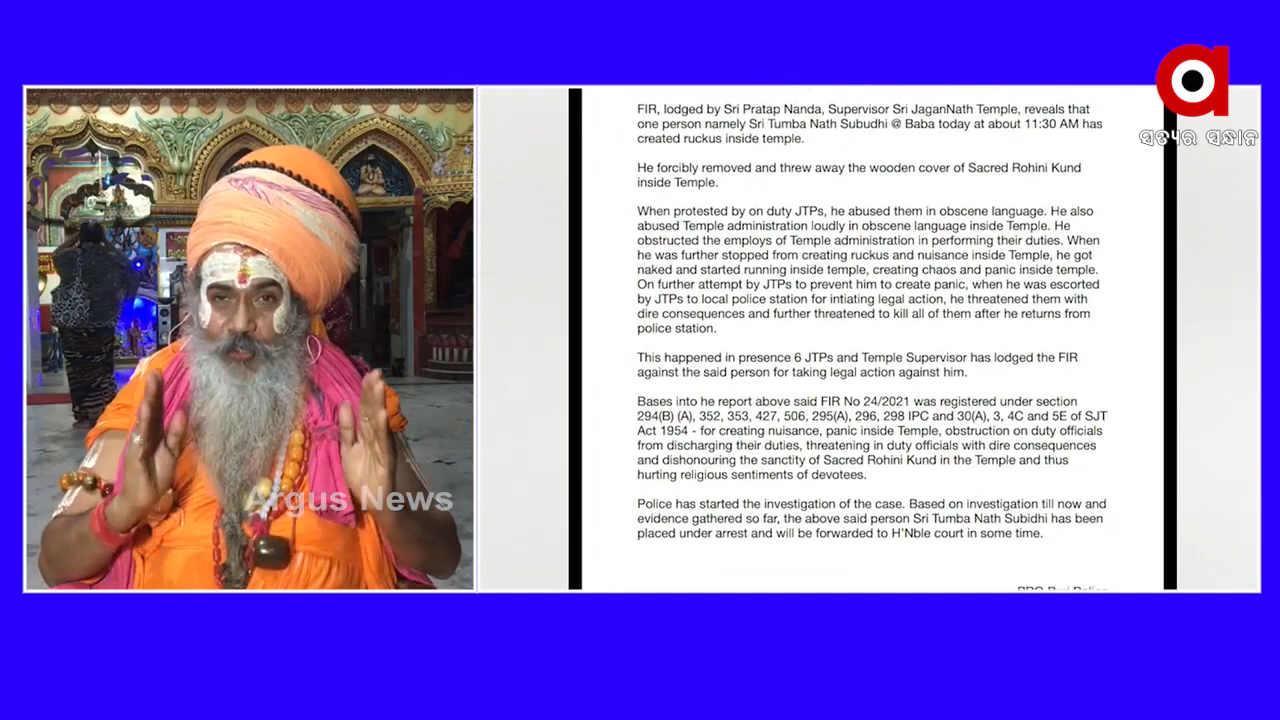 ସତ୍ୟର ସନ୍ଧାନ
FIR, lodged by Sri Pratap Nanda, Supervisor Sri JaganNath Temple, reveals that
one person namely Sri Tumba Nath Subudhi @ Baba today at about 11:30 AM has
created ruckus inside temple.
He forcibly removed and threw away the wooden cover of Sacred Rohini Kund
inside Temple.
When protested by on duty JTPs, he abused them in obscene language. He also
abused Temple administration loudly in obscene language inside Temple. He
obstructed the employs of Temple administration in performing their duties. When
he was further stopped from creating ruckus and nuisance inside Temple, he got
naked and started running inside temple, creating chaos and panic inside temple.
On further attempt by JTPs to prevent him to create panic, when he was escorted
by JTPs to local police station for intiating legal action, he threatened them with
dire consequences and further threatened to kill all of them after he returns from
police station.
This happened in presence 6 JTPs and Temple Supervisor has lodged the FIR
against the said person for taking legal action against him.
Bases into he report above said FIR No 24/2021 was registered under section
294(B) (A), 352, 353, 427, 506, 295(A), 296, 298 IPC and 30(A), 3, 4C and 5E of SJT
Act 1954 - for creating nuisance, panic inside Temple, obstruction on duty officials
from discharging their duties, threatening in duty officials with dire consequences
and dishonouring the sanctity of Sacred Rohini Kund in the Temple and thus
hurting religious sentiments of devotees.
Police has started the investigation of the case. Based on investigation till now and
evidence gathered so far, the above said person Sri Tumba Nath Subidhi has been
placed under arrest and will be forwarded to H'Nble court in some time.
Argus News